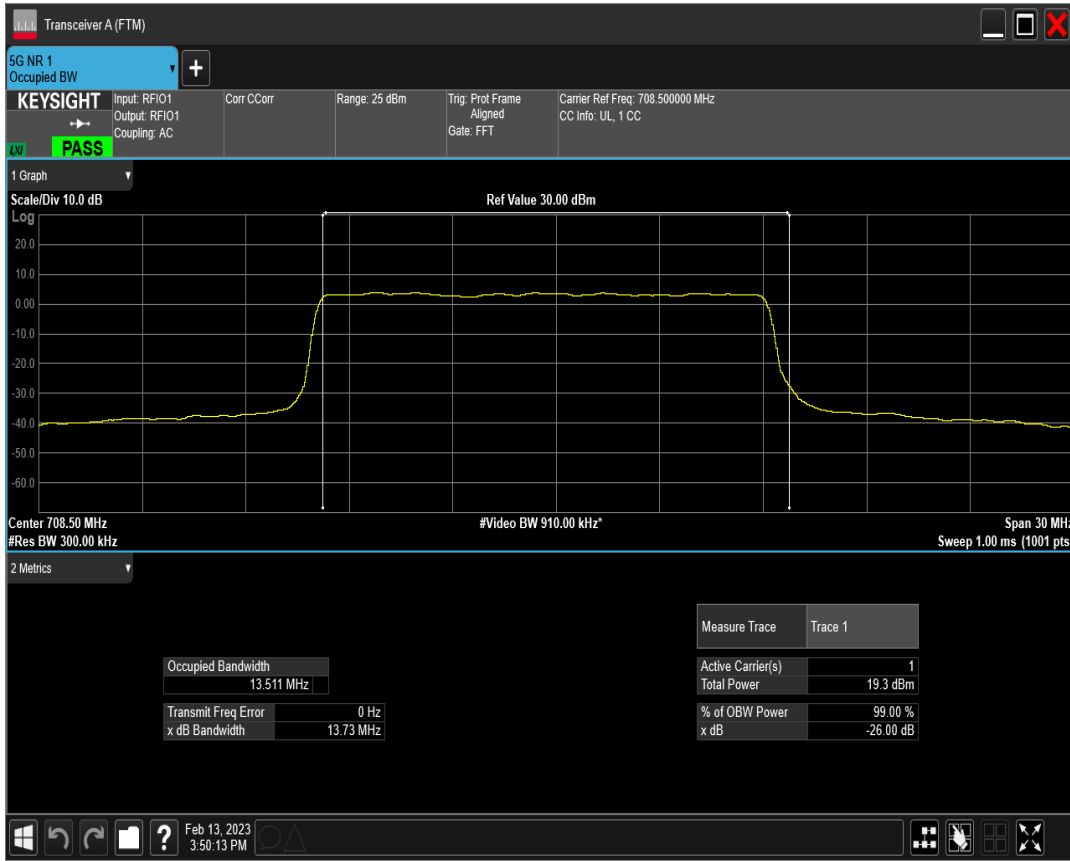 Transceiver A (FTM)
5G NR 1
Occupied BW
+
KEYSIGHT
LXI
PASS
Input: RFIO1
Output: RFIO1
Coupling: AC
Corr CCorr
Range: 25 dBm
Trig: Prot Frame
Aligned
Gate: FFT
Carrier Ref Freq: 708.500000 MHz
CC Info: UL, 1 CC
1 Graph
Scale/Div 10.0 dB
Ref Value 30.00 dBm
Log
20.0
10.0
0.00
-10.0
-20.0
-30.0
-40.0
-50.0
-60.0
Center 708.50 MHz
#Video BW 910.00 kHz*
Span 30 MHz
#Res BW 300.00 kHz
Sweep 1.00 ms (1001 pts
2 Metrics
Measure Trace Trace 1
Occupied Bandwidth
13.511 MHz
Active Carrier(s) 1
Total Power 19.3 dBm
Transmit Freq Error 0 Hz
x dB Bandwidth 13.73 MHz
% of OBW Power 99.00 %
x dB -26.00 dB
?
Feb 13, 2023
3:50:13 PM